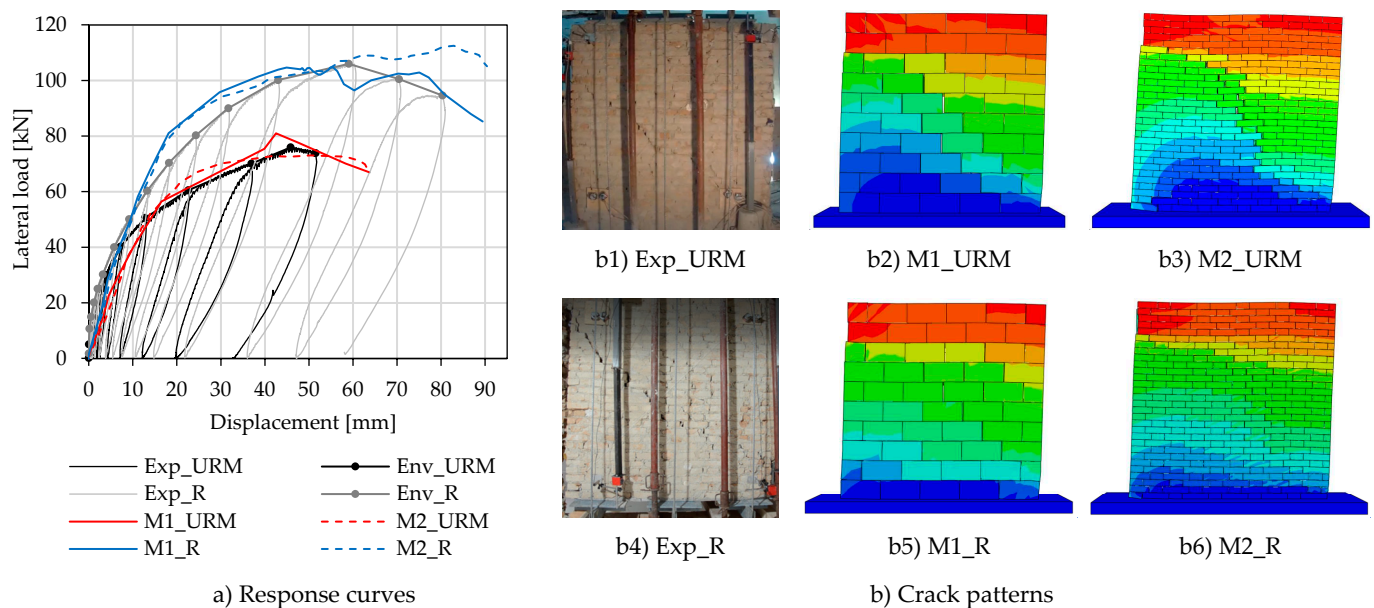 120
100
80
60
40
20
0
Lateral load [kN]
0 10 20 30 40 50 60 70 80 90
Displacement [mm]
Exp_URM Env_URM
Exp_R Env_R
M1_URM M2_URM
M1_R M2_R
a) Response curves
b1) Exp_URM b2) M1_URM b3) M2_URM
b4) Exp_R b5) M1_R b6) M2_R
b) Crack patterns